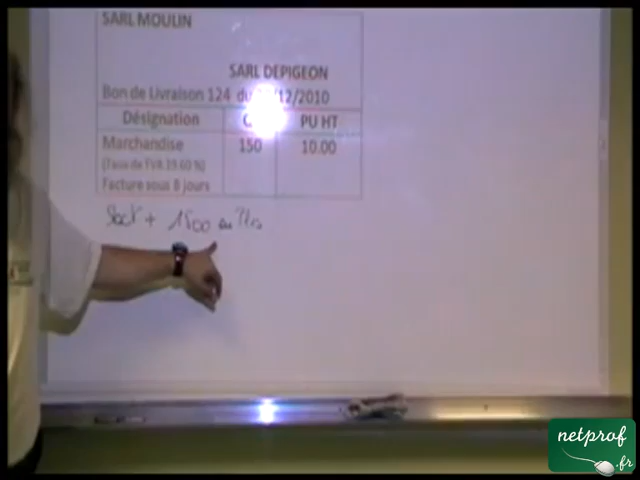 SARL MOULIN
SARL DEPIGEON
Bon de Livraison 124 du /12/2010
Désignation PU HT
Marchandise 150 10.00
(Taux de TVA 19.60 %)
Facture sous 8 jours
+ 1500
netprof
.fr